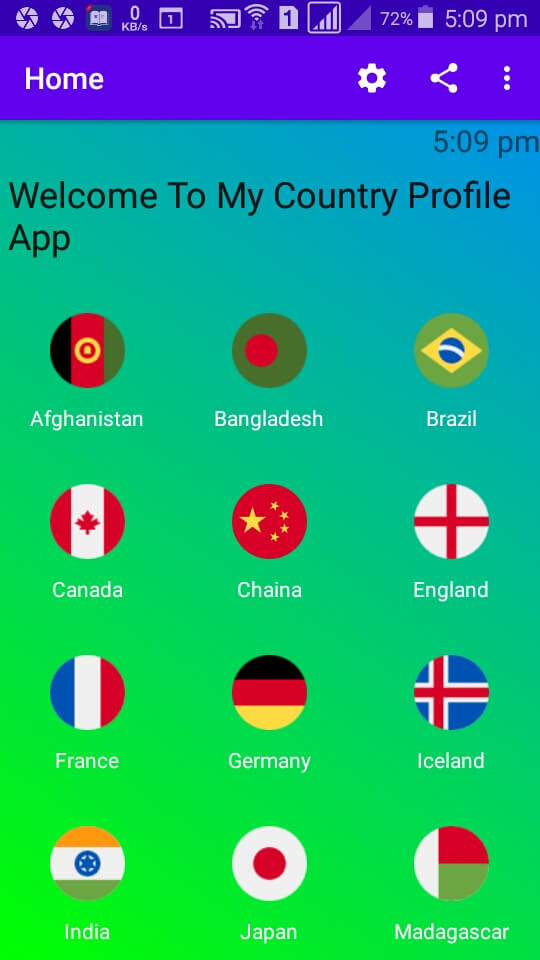 0
KB/s
1
1
72%
5:09 pm
Home
5:09 pm
Welcome To My Country Profile
App
Afghanistan
Bangladesh
Brazil
Canada
Chaina
England
France
Germany
Iceland
India
Japan
Madagascar